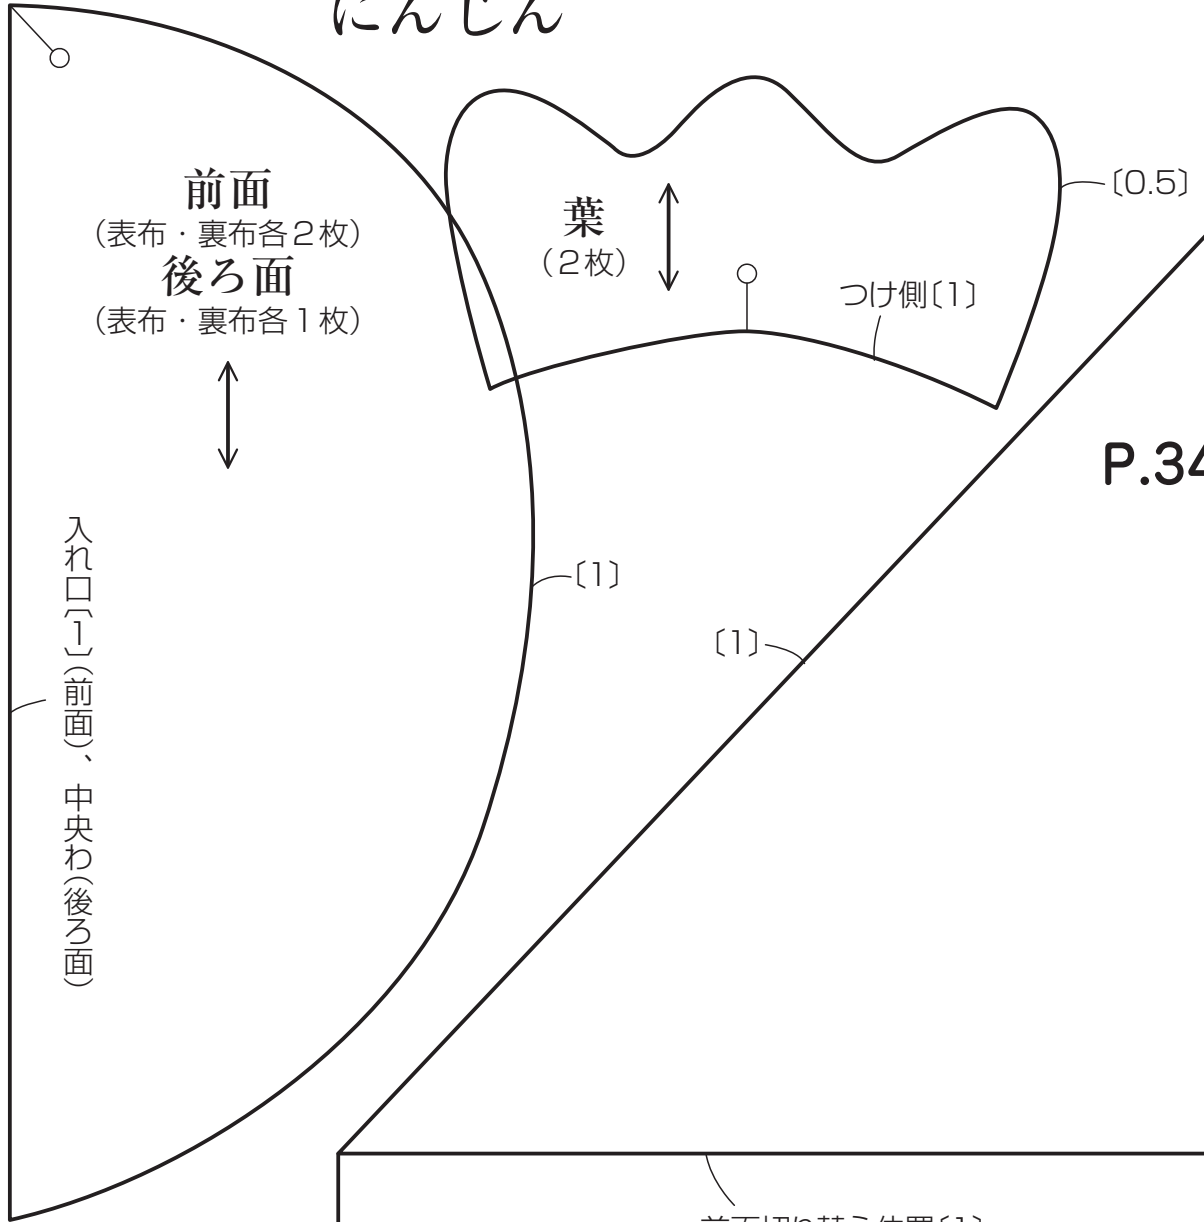 にんじん
前面
（表布・裏布各２枚）
後ろ面
（表布・裏布各１枚）
入れ口〔1〕（前面）、中央わ（後ろ面）
葉
（２枚）
つけ側〔1〕
〔0.5〕
P.34
〔1〕
〔1〕